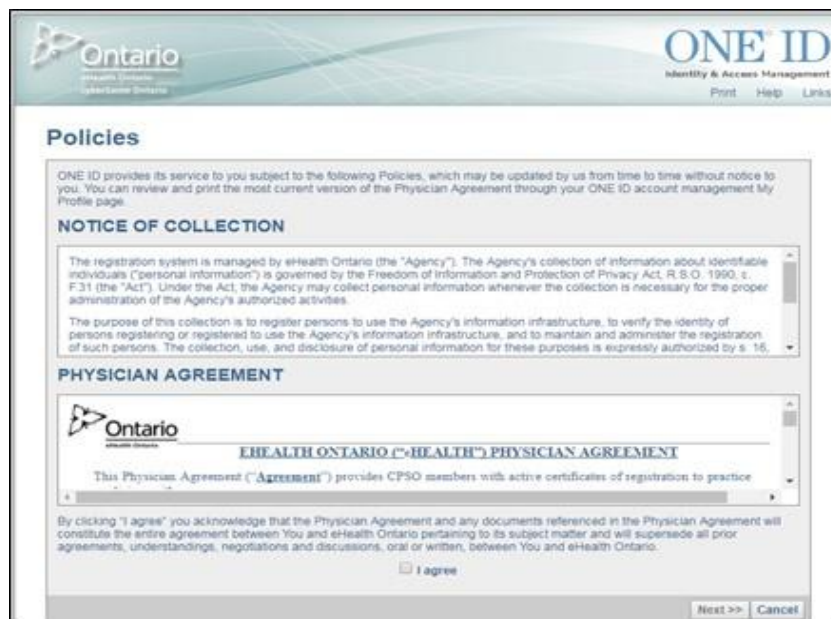 Ontario
eHealth Ontario
cyberSanté Ontario
ONE ID
Identity & Access Management
Print Help Links
Policies
ONE ID provides its service to you subject to the following Policies, which may be updated by us from time to time without notice to
you. You can review and print the most current version of the Physician Agreement through your ONE ID account management My
Profile page.
NOTICE OF COLLECTION
The registration system is managed by eHealth Ontario (the "Agency"). The Agency's collection of information about identifiable
individuals ("personal information") is governed by the Freedom of Information and Protection of Privacy Act, R.S.O. 1990, c.
F.31 (the "Act"). Under the Act, the Agency may collect personal information whenever the collection is necessary for the proper
administration of the Agency's authorized activities.
The purpose of this collection is to register persons to use the Agency's information infrastructure, to verify the identity of
persons registering or registered to use the Agency's information infrastructure, and to maintain and administer the registration
of such persons. The collection, use, and disclosure of personal information for these purposes is expressly authorized by s. 16,
PHYSICIAN AGREEMENT
Ontario
eHealth Ontario
EHEALTH ONTARIO ("eHEALTH") PHYSICIAN AGREEMENT
This Physician Agreement ("Agreement") provides CPSO members with active certificates of registration to practice
By clicking "I agree" you acknowledge that the Physician Agreement and any documents referenced in the Physician Agreement will
constitute the entire agreement between You and eHealth Ontario pertaining to its subject matter and will supersede all prior
agreements, understandings, negotiations and discussions, oral or written, between You and eHealth Ontario.
I agree
Next >> Cancel